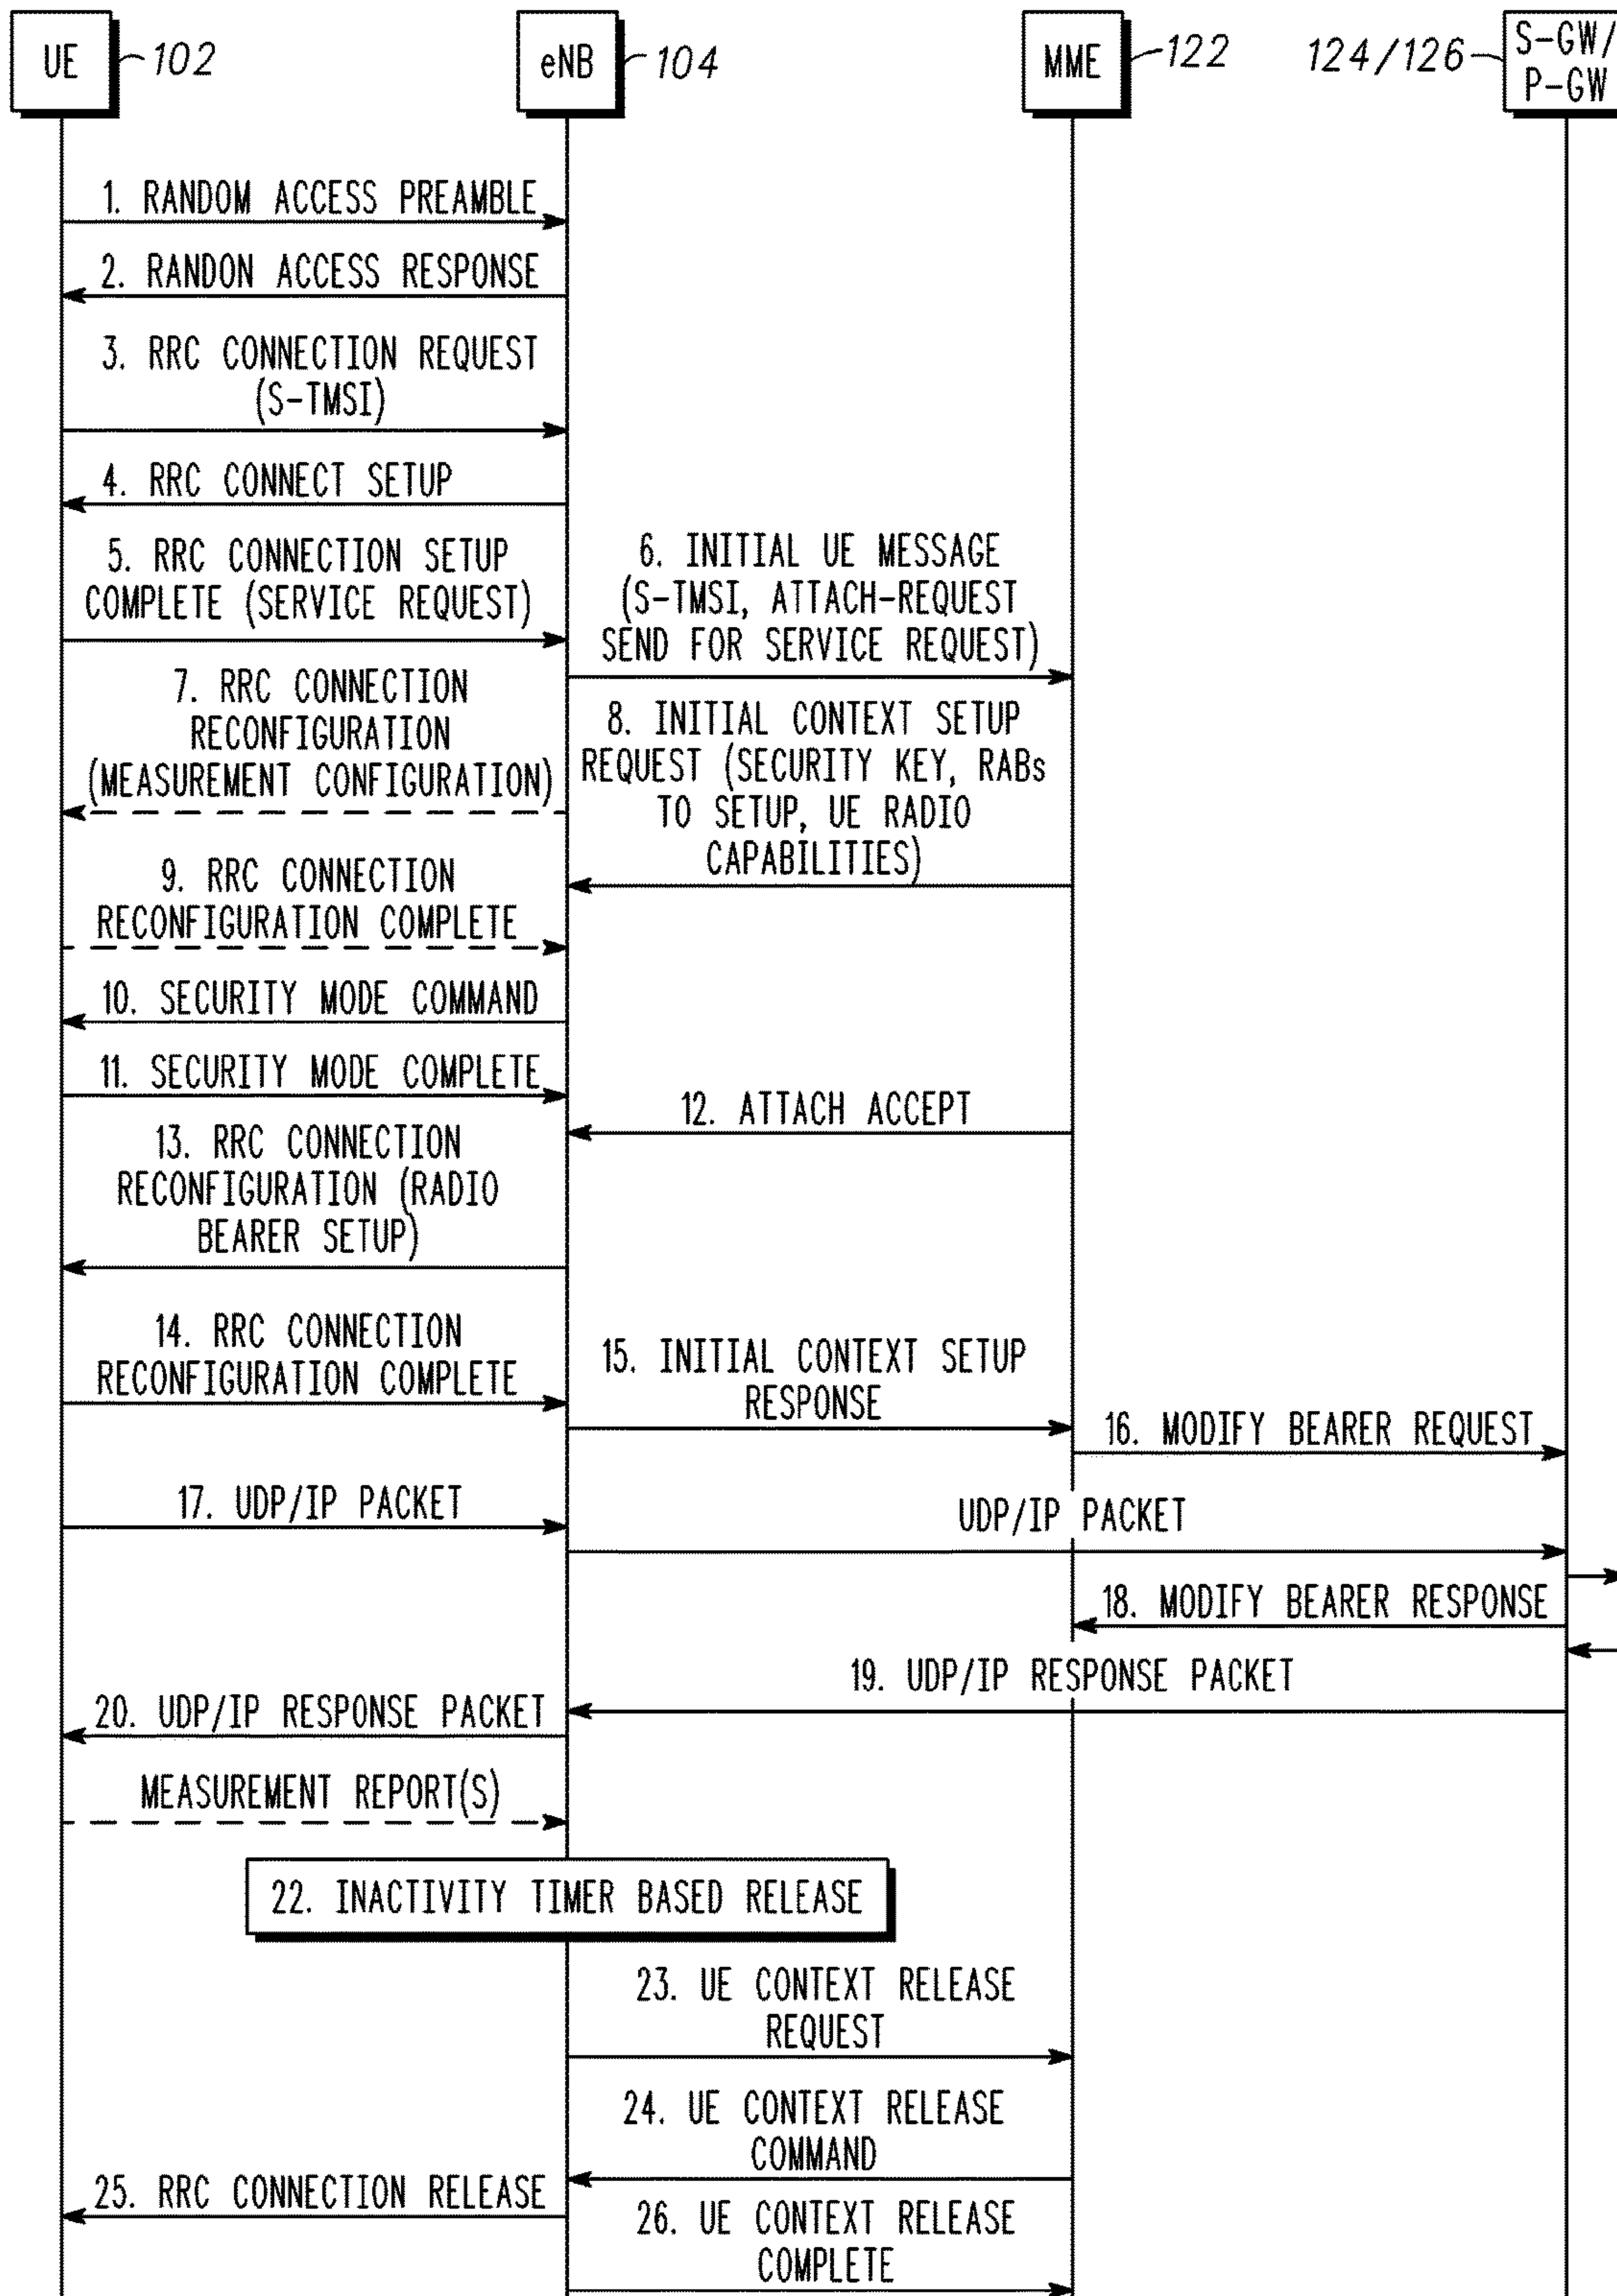 UE
102
eNB
104
MME
122
124/126
S-GW/
P-GW
1. RANDOM ACCESS PREAMBLE
2. RANDON ACCESS RESPONSE
3. RRC CONNECTION REQUEST
(S-TMSI)
4. RRC CONNECT SETUP
5. RRC CONNECTION SETUP
COMPLETE (SERVICE REQUEST)
6. INITIAL UE MESSAGE
(S-TMSI, ATTACH-REQUEST
SEND FOR SERVICE REQUEST)
7. RRC CONNECTION
RECONFIGURATION
(MEASUREMENT CONFIGURATION)
8. INITIAL CONTEXT SETUP
REQUEST (SECURITY KEY, RABs
TO SETUP, UE RADIO
CAPABILITIES)
9. RRC CONNECTION
RECONFIGURATION COMPLETE
10. SECURITY MODE COMMAND
11. SECURITY MODE COMPLETE
12. ATTACH ACCEPT
13. RRC CONNECTION
RECONFIGURATION (RADIO
BEARER SETUP)
14. RRC CONNECTION
RECONFIGURATION COMPLETE
15. INITIAL CONTEXT SETUP
RESPONSE
16. MODIFY BEARER REQUEST
17. UDP/IP PACKET
UDP/IP PACKET
18. MODIFY BEARER RESPONSE
19. UDP/IP RESPONSE PACKET
20. UDP/IP RESPONSE PACKET
MEASUREMENT REPORT(S)
22. INACTIVITY TIMER BASED RELEASE
23. UE CONTEXT RELEASE
REQUEST
24. UE CONTEXT RELEASE
COMMAND
25. RRC CONNECTION RELEASE
26. UE CONTEXT RELEASE
COMPLETE